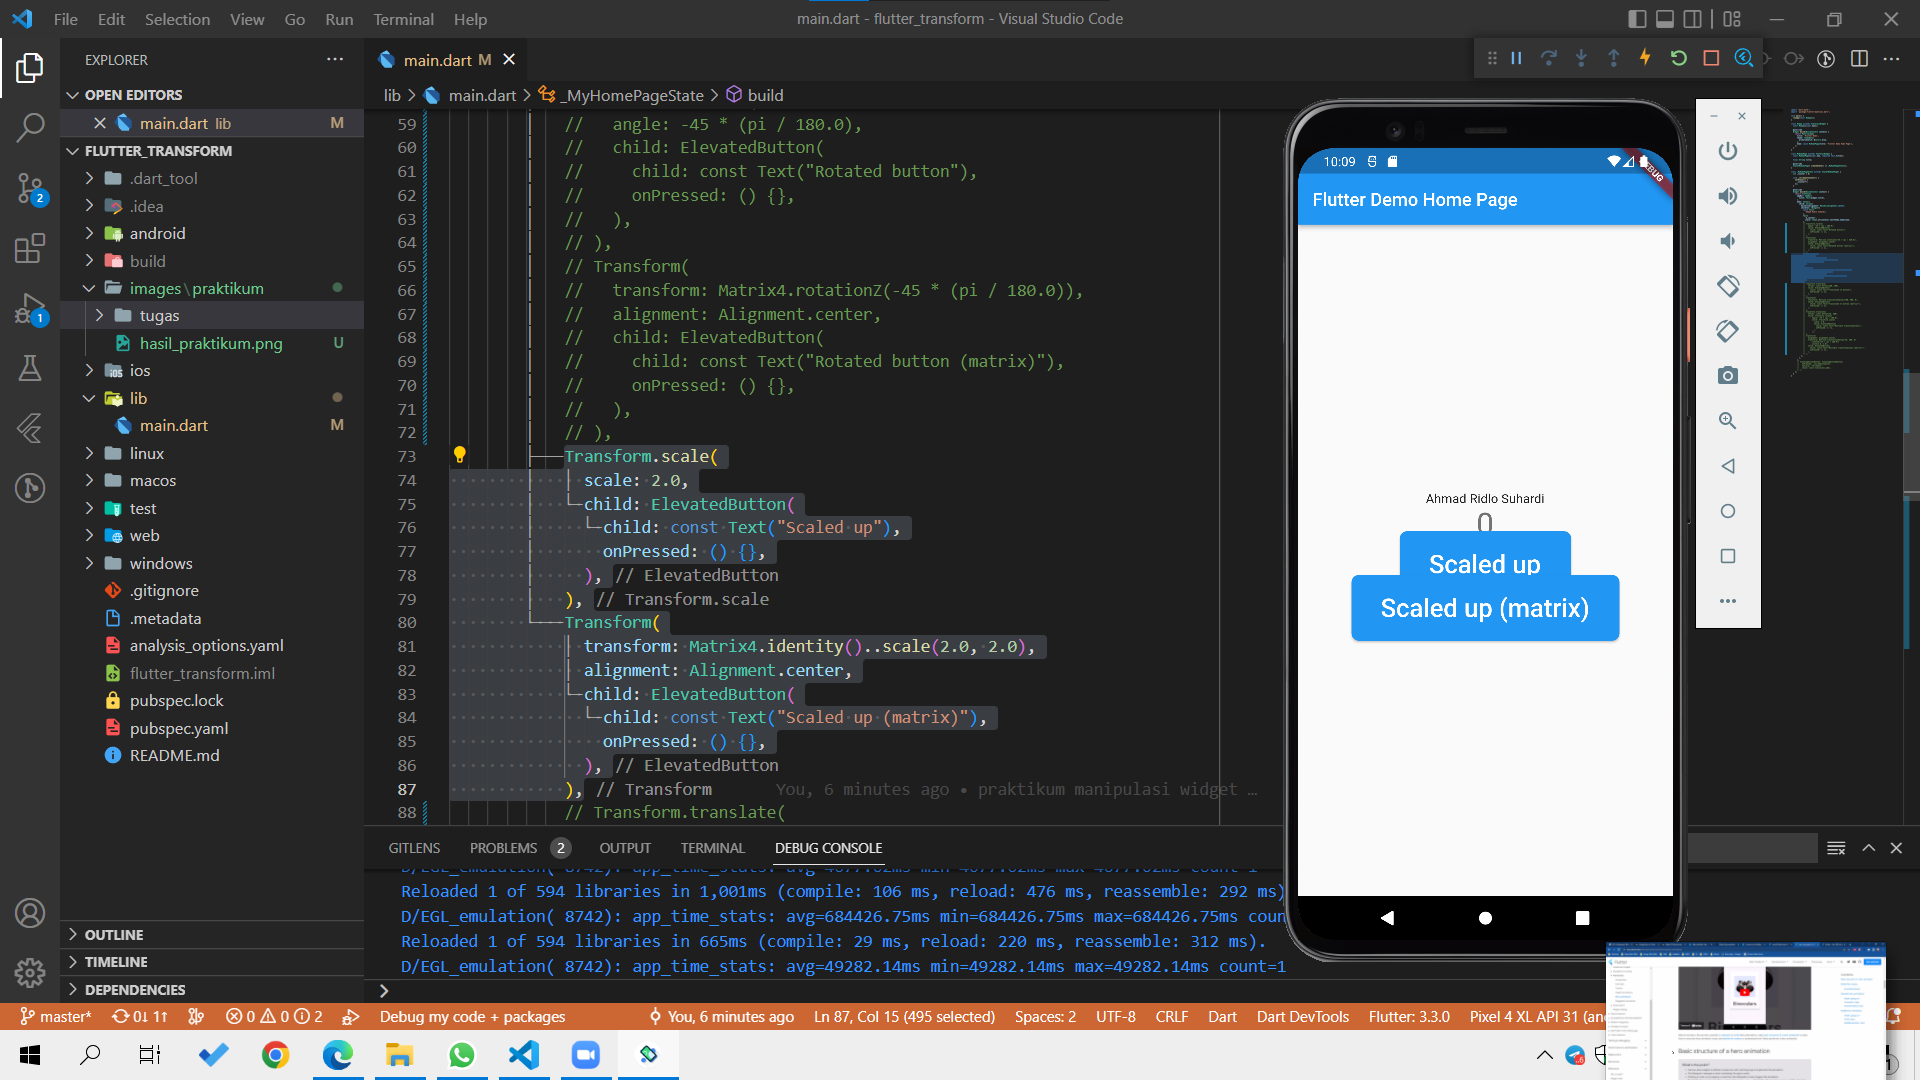 File Edit Selection View Go Run Terminal Help
main.dart - flutter_transform - Visual Studio Code
EXPLORER
OPEN EDITORS
main.dart lib M
FLUTTER_TRANSFORM
.dart_tool
.idea
android
build
images\praktikum
tugas
hasil_praktikum.png U
ios
lib
main.dart M
linux
macos
test
web
windows
.gitignore
.metadata
analysis_options.yaml
flutter_transform.iml
pubspec.lock
pubspec.yaml
README.md
OUTLINE
TIMELINE
DEPENDENCIES
2
1
main.dart M
lib > main.dart > _MyHomePageState > build
59 // angle: -45 * (pi / 180.0),
60 // child: ElevatedButton(
61 // child: const Text("Rotated button"),
62 // onPressed: () {},
63 // ),
64 // ),
65 // Transform(
66 // transform: Matrix4.rotationZ(-45 * (pi / 180.0)),
67 // alignment: Alignment.center,
68 // child: ElevatedButton(
69 // child: const Text("Rotated button (matrix)"),
70 // onPressed: () {},
71 // ),
72 // ),
73 Transform.scale(
74 scale: 2.0,
75 child: ElevatedButton(
76 child: const Text("Scaled up"),
77 onPressed: () {},
78 ), // ElevatedButton
79 ), // Transform.scale
80 Transform(
81 transform: Matrix4.identity()..scale(2.0, 2.0),
82 alignment: Alignment.center,
83 child: ElevatedButton(
84 child: const Text("Scaled up (matrix)"),
85 onPressed: () {},
86 ), // ElevatedButton
87 ), // Transform You, 6 minutes ago • praktikum manipulasi widget …
88 // Transform.translate(
10:09
Flutter Demo Home Page
Ahmad Ridlo Suhardi
0
Scaled up
Scaled up (matrix)
GITLENS PROBLEMS 2 OUTPUT TERMINAL DEBUG CONSOLE
Reloaded 1 of 594 libraries in 1,001ms (compile: 106 ms, reload: 476 ms, reassemble: 292 ms)
D/EGL_emulation( 8742): app_time_stats: avg=684426.75ms min=684426.75ms max=684426.75ms coun
Reloaded 1 of 594 libraries in 665ms (compile: 29 ms, reload: 220 ms, reassemble: 312 ms).
D/EGL_emulation( 8742): app_time_stats: avg=49282.14ms min=49282.14ms max=49282.14ms count=1
master* 0↓ 1↑ 0 0 2 Debug my code + packages You, 6 minutes ago Ln 87, Col 15 (495 selected) Spaces: 2 UTF-8 CRLF Dart Dart DevTools Flutter: 3.3.0 Pixel 4 XL API 31 (an
Basic structure of a hero animation